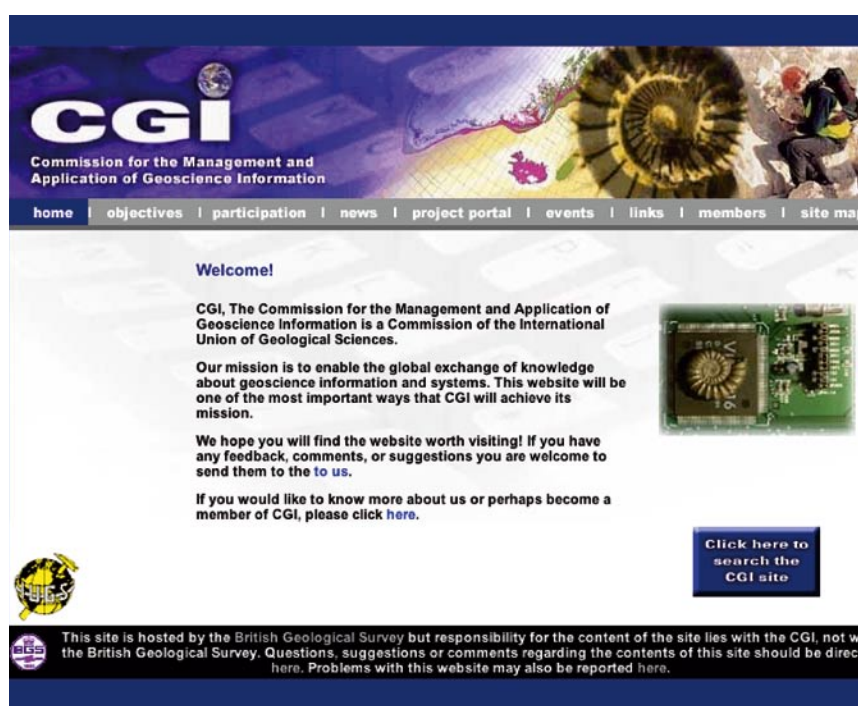 CGI
Commission for the Management and
Application of Geoscience Information
home | objectives | participation | news | project portal | events | links | members | site ma
Welcome!
CGI, The Commission for the Management and Application of
Geoscience Information is a Commission of the International
Union of Geological Sciences.
Our mission is to enable the global exchange of knowledge
about geoscience information and systems. This website will be
one of the most important ways that CGI will achieve its
mission.
We hope you will find the website worth visiting! If you have
any feedback, comments, or suggestions you are welcome to
send them to the to us.
If you would like to know more about us or perhaps become a
member of CGI, please click here.
Click here to
search the
CGI site
I·U·G·S
BGS
This site is hosted by the British Geological Survey but responsibility for the content of the site lies with the CGI, not w
the British Geological Survey. Questions, suggestions or comments regarding the contents of this site should be direc
here. Problems with this website may also be reported here.